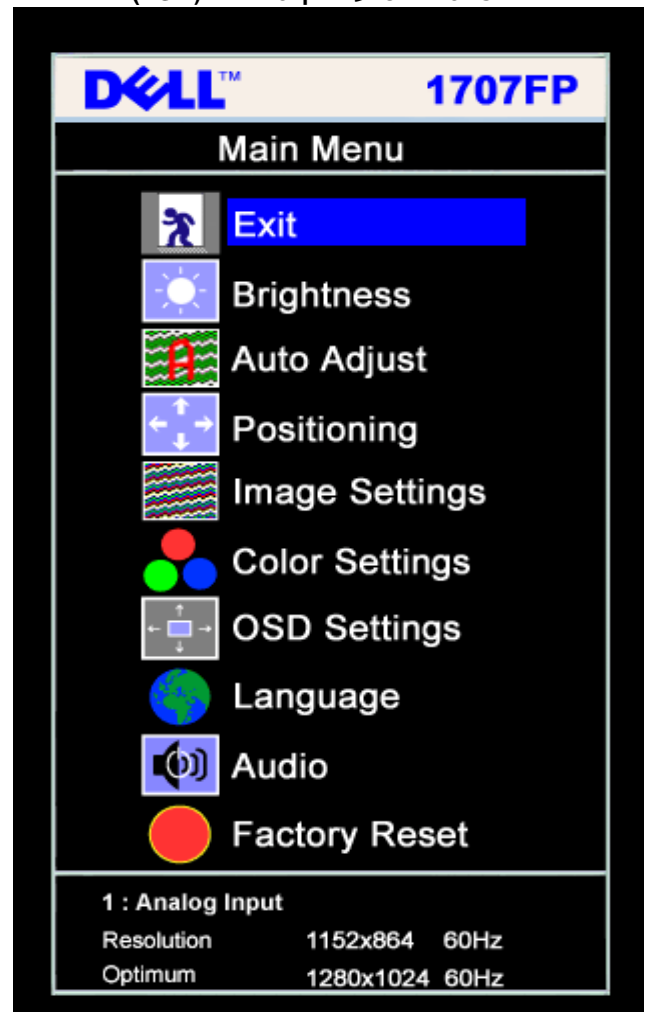 DELL™ 1707FP
Main Menu
Exit
Brightness
Auto Adjust
Positioning
Image Settings
Color Settings
OSD Settings
Language
Audio
Factory Reset
1 : Analog Input
Resolution 1152x864 60Hz
Optimum 1280x1024 60Hz